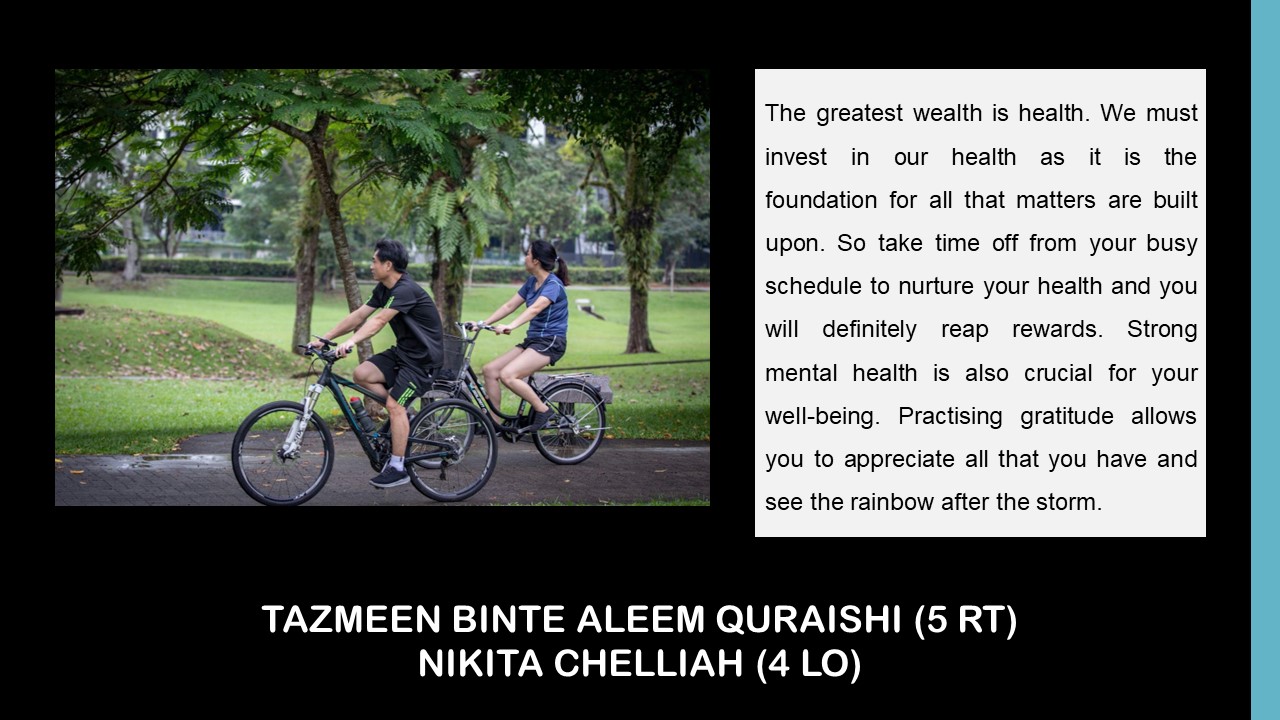 The greatest wealth is health. We must
invest in our health as it is the
foundation for all that matters are built
upon. So take time off from your busy
schedule to nurture your health and you
will definitely reap rewards. Strong
mental health is also crucial for your
well-being. Practising gratitude allows
you to appreciate all that you have and
see the rainbow after the storm.
TAZMEEN BINTE ALEEM QURAISHI (5 RT)
NIKITA CHELLIAH (4 LO)